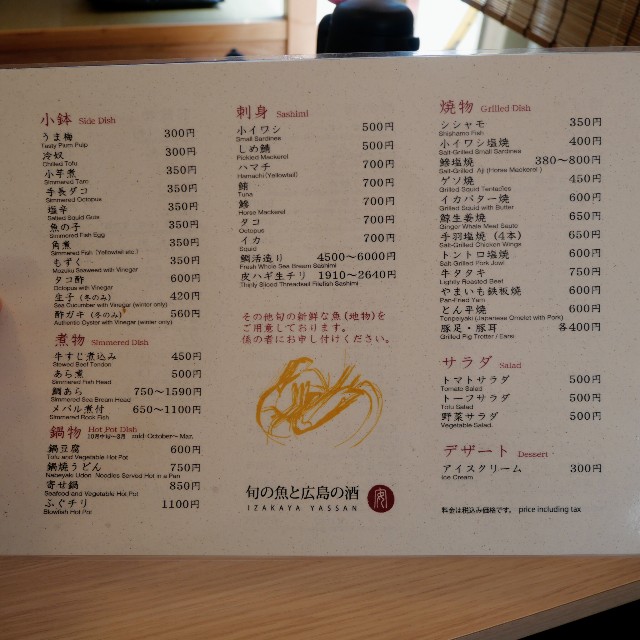 小鉢 Side Dish
うま梅 300円
Tasty Plum Pulp
冷奴 300円
Chilled Tofu
小芋煮 350円
Simmered Taro
手長ダコ 350円
Simmered Octopus
塩辛 350円
Salted Squid Guts
魚の子 350円
Simmered Fish Egg
角煮 350円
Simmered Fish (Yellowtail etc.)
もずく 350円
Mozuku Seaweed with Vinegar
タコ酢 600円
Octopus with Vinegar
生子 (冬のみ) 420円
Sea Cucumber with Vinegar (winter only)
酢ガキ (冬のみ) 560円
Authentic Oyster with Vinegar (winter only)
煮物 Simmered Dish
牛すじ煮込み 450円
Stewed Beef Tendon
あら煮 500円
Simmered Fish Head
鯛あら 750〜1590円
Simmered Sea Bream Head
メバル煮付 650〜1100円
Simmered Rock Fish
鍋物 Hot Pot Dish
10月中旬〜3月 mid-October〜 Mar.
鍋豆腐 600円
Tofu and Vegetable Hot Pot
鍋焼うどん 750円
Nabeyaki Udon Noodles Served Hot in a Pan
寄せ鍋 850円
Seafood and Vegetable Hot Pot
ふぐチリ 1100円
Blowfish Hot Pot
刺身 Sashimi
小イワシ 500円
Small Sardines
しめ鯖 500円
Pickled Mackerel
ハマチ 700円
Hamachi(Yellowtail)
鮪 700円
Tuna
鯵 700円
Horse Mackerel
タコ 700円
Octopus
イカ 700円
Squid
鯛活造り 4500〜6000円
Fresh Whole Sea Bream Sashimi
皮ハギ生チリ 1910〜2640円
Thinly Sliced Threadsail Filefish Sashimi
その他旬の新鮮な魚(地物)を
ご用意しております。
係の者にお申し付けください。
旬の魚と広島の酒
IZAKAYA YASSAN
焼物 Grilled Dish
シシャモ 350円
Shishamo Fish
小イワシ塩焼 400円
Salt-Grilled Small Sardines
鯵塩焼 380〜800円
Salt-Grilled Aji (Horse Mackerel )
ゲソ焼 450円
Grilled Squid Tentacles
イカバター焼 600円
Grilled Squid with Butter
鯨生姜焼 650円
Ginger Whale Meat Saute
手羽塩焼 (4本) 650円
Salt-Grilled Chicken Wings
トントロ塩焼 600円
Salt-Grilled Pork Jowl
牛タタキ 750円
Lightly Roasted Beef
やまいも鉄板焼 600円
Pan-Fried Yam
とん平焼 600円
Tonpeiyaki (Japanese Omelet with Pork)
豚足・豚耳 各400円
Grilled Pig Trotter / Ears
サラダ Salad
トマトサラダ 500円
Tomato Salad
トーフサラダ 500円
Tofu Salad
野菜サラダ 500円
Vegetable Salad
デザート Dessert
アイスクリーム 300円
Ice Cream
料金は税込み価格です。 price including tax